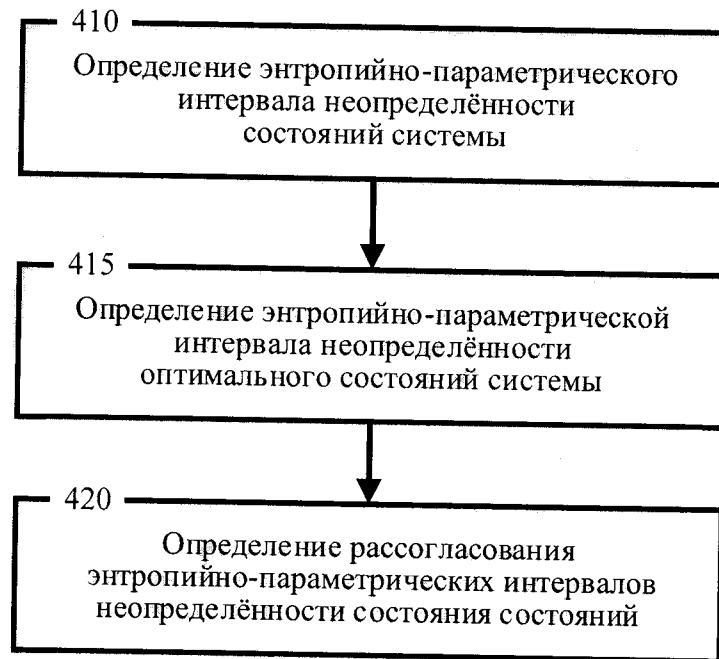 410
Определение энтропийно-параметрического
интервала неопределённости
состояний системы
415
Определение энтропийно-параметрической
интервала неопределённости
оптимального состояний системы
420
Определение рассогласования
энтропийно-параметрических интервалов
неопределённости состояния состояний